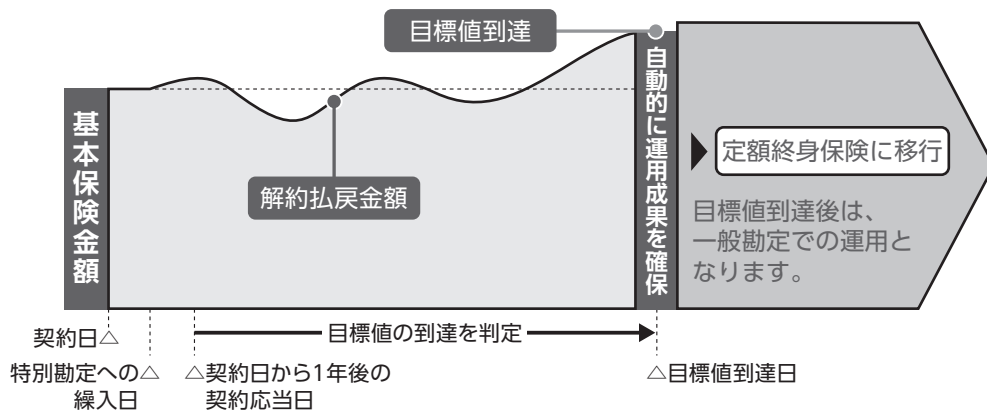 目標値到達
基本保険金額
解約払戻金額
自動的に運用成果を確保
定額終身保険に移行
目標値到達後は、
一般勘定での運用と
なります。
目標値の到達を判定
契約日△
特別勘定への△
繰入日
△契約日から1年後の
契約応当日
△目標値到達日